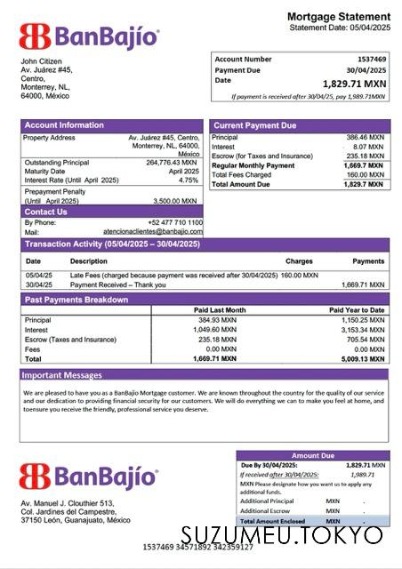 BanBajío®
Mortgage Statement
Statement Date: 05/04/2025
John Citizen
Av. Juárez #45,
Centro,
Monterrey, NL,
64000, México
Account Number 1537469
Payment Due 30/04/2025
Date 1,829.71 MXN
If payment is received after 30/04/25, pay 1,989.71MXN
Account Information
Property Address Av. Juárez #45, Centro,
Monterrey, NL, 64000,
México
Outstanding Principal 264,776.43 MXN
Maturity Date April 2025
Interest Rate (Until April 2025) 4.75%
Prepayment Penalty
(Until April 2025) 3,500.00 MXN
Contact Us
By Phone: +52 477 710 1100
Mail: atencionaclientes@banbajio.com
Current Payment Due
Principal 386.46 MXN
Interest 8.07 MXN
Escrow (for Taxes and Insurance) 235.18 MXN
Regular Monthly Payment 1,669.7 MXN
Total Fees Charged 160.00 MXN
Total Amount Due 1,829.7 MXN
Transaction Activity (05/04/2025 – 30/04/2025)
Date Description Charges Payments
05/04/25 Late Fees (charged because payment was received after 30/04/2025) 160.00 MXN
30/04/25 Payment Received – Thank you 1,669.71 MXN
Past Payments Breakdown
Paid Last Month Paid Year to Date
Principal 384.93 MXN 1,150.25 MXN
Interest 1,049.60 MXN 3,153.34 MXN
Escrow (Taxes and Insurance) 235.18 MXN 705.54 MXN
Fees 0.00 MXN 0.00 MXN
Total 1,669.71 MXN 5,009.13 MXN
Important Messages
We are pleased to have you as a BanBajío Mortgage customer. We are known throughout the country for the quality of our service
and our dedication to providing financial security for our customers. We will do everything we can to make you feel at home, and
toensure you receive the friendly, professional service you deserve.
BanBajío®
Av. Manuel J. Clouthier 513,
Col. Jardines del Campestre,
37150 León, Guanajuato, México
Amount Due
Due By 30/04/2025: 1,829.71 MXN
If received after 30/04/2025: 1,989.71
MXN Please designate how you want us to apply any
additional funds.
Additional Principal MXN .
Additional Escrow MXN .
Total Amount Enclosed MXN .
SUZUMEU.TOKYO
1537469 34571892 342359127